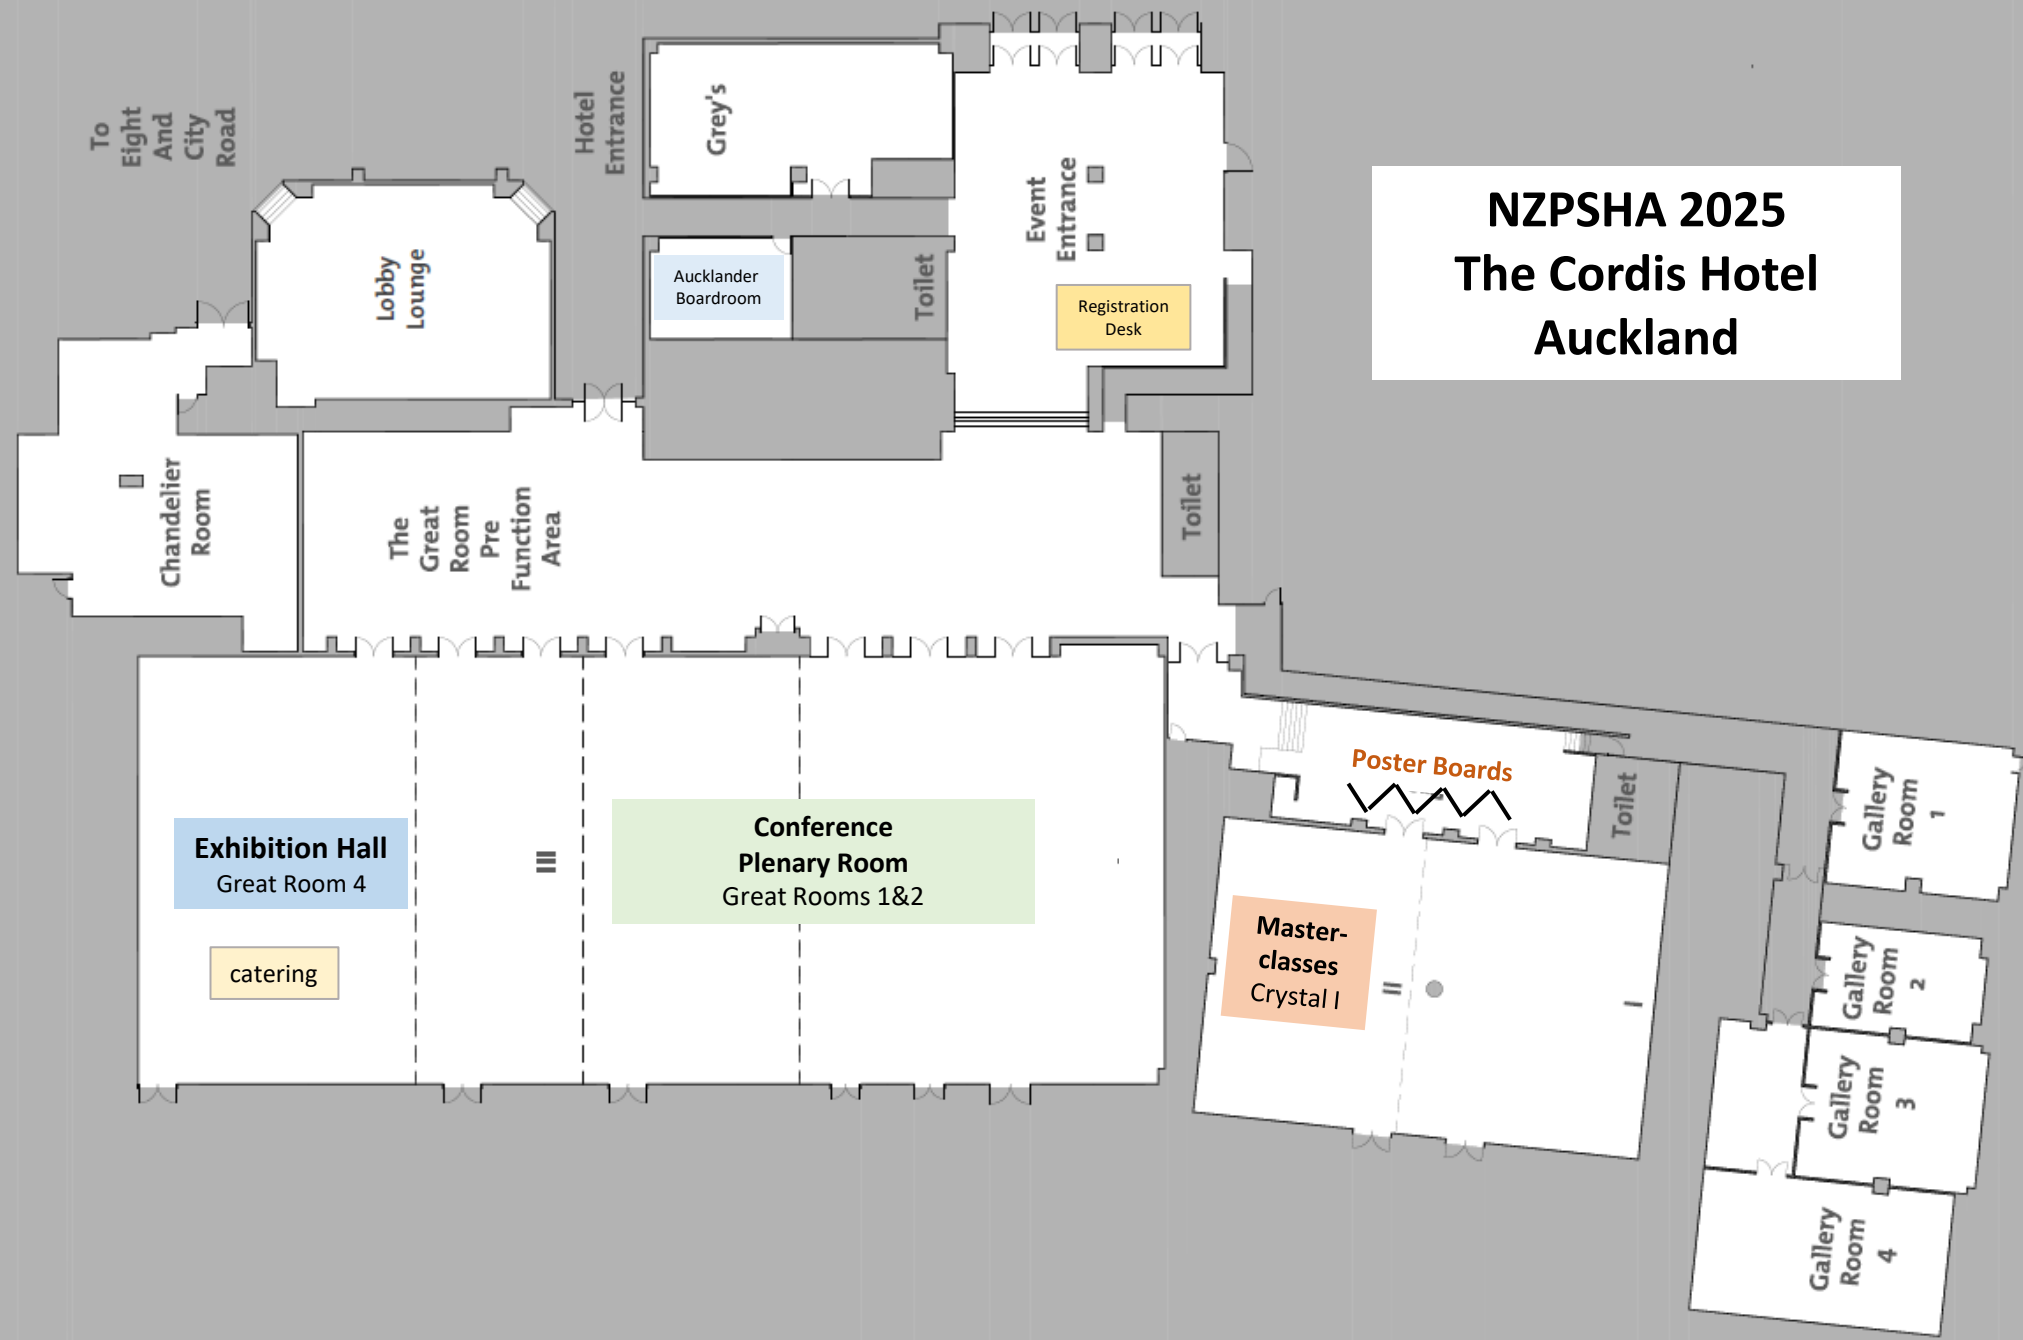 To
Eight
And
City
Road
Hotel
Entrance
Grey's
Event
Entrance
NZPSHA 2025
The Cordis Hotel
Auckland
Lobby
Lounge
Aucklander
Boardroom
Toilet
Registration
Desk
Chandelier
Room
The
Great
Room
Pre
Function
Area
Toilet
Exhibition Hall
Great Room 4
catering
III
Conference
Plenary Room
Great Rooms 1&2
Poster Boards
Toilet
Master-
classes
Crystal I
II
I
Gallery
Room
1
Gallery
Room
2
Gallery
Room
3
Gallery
Room
4